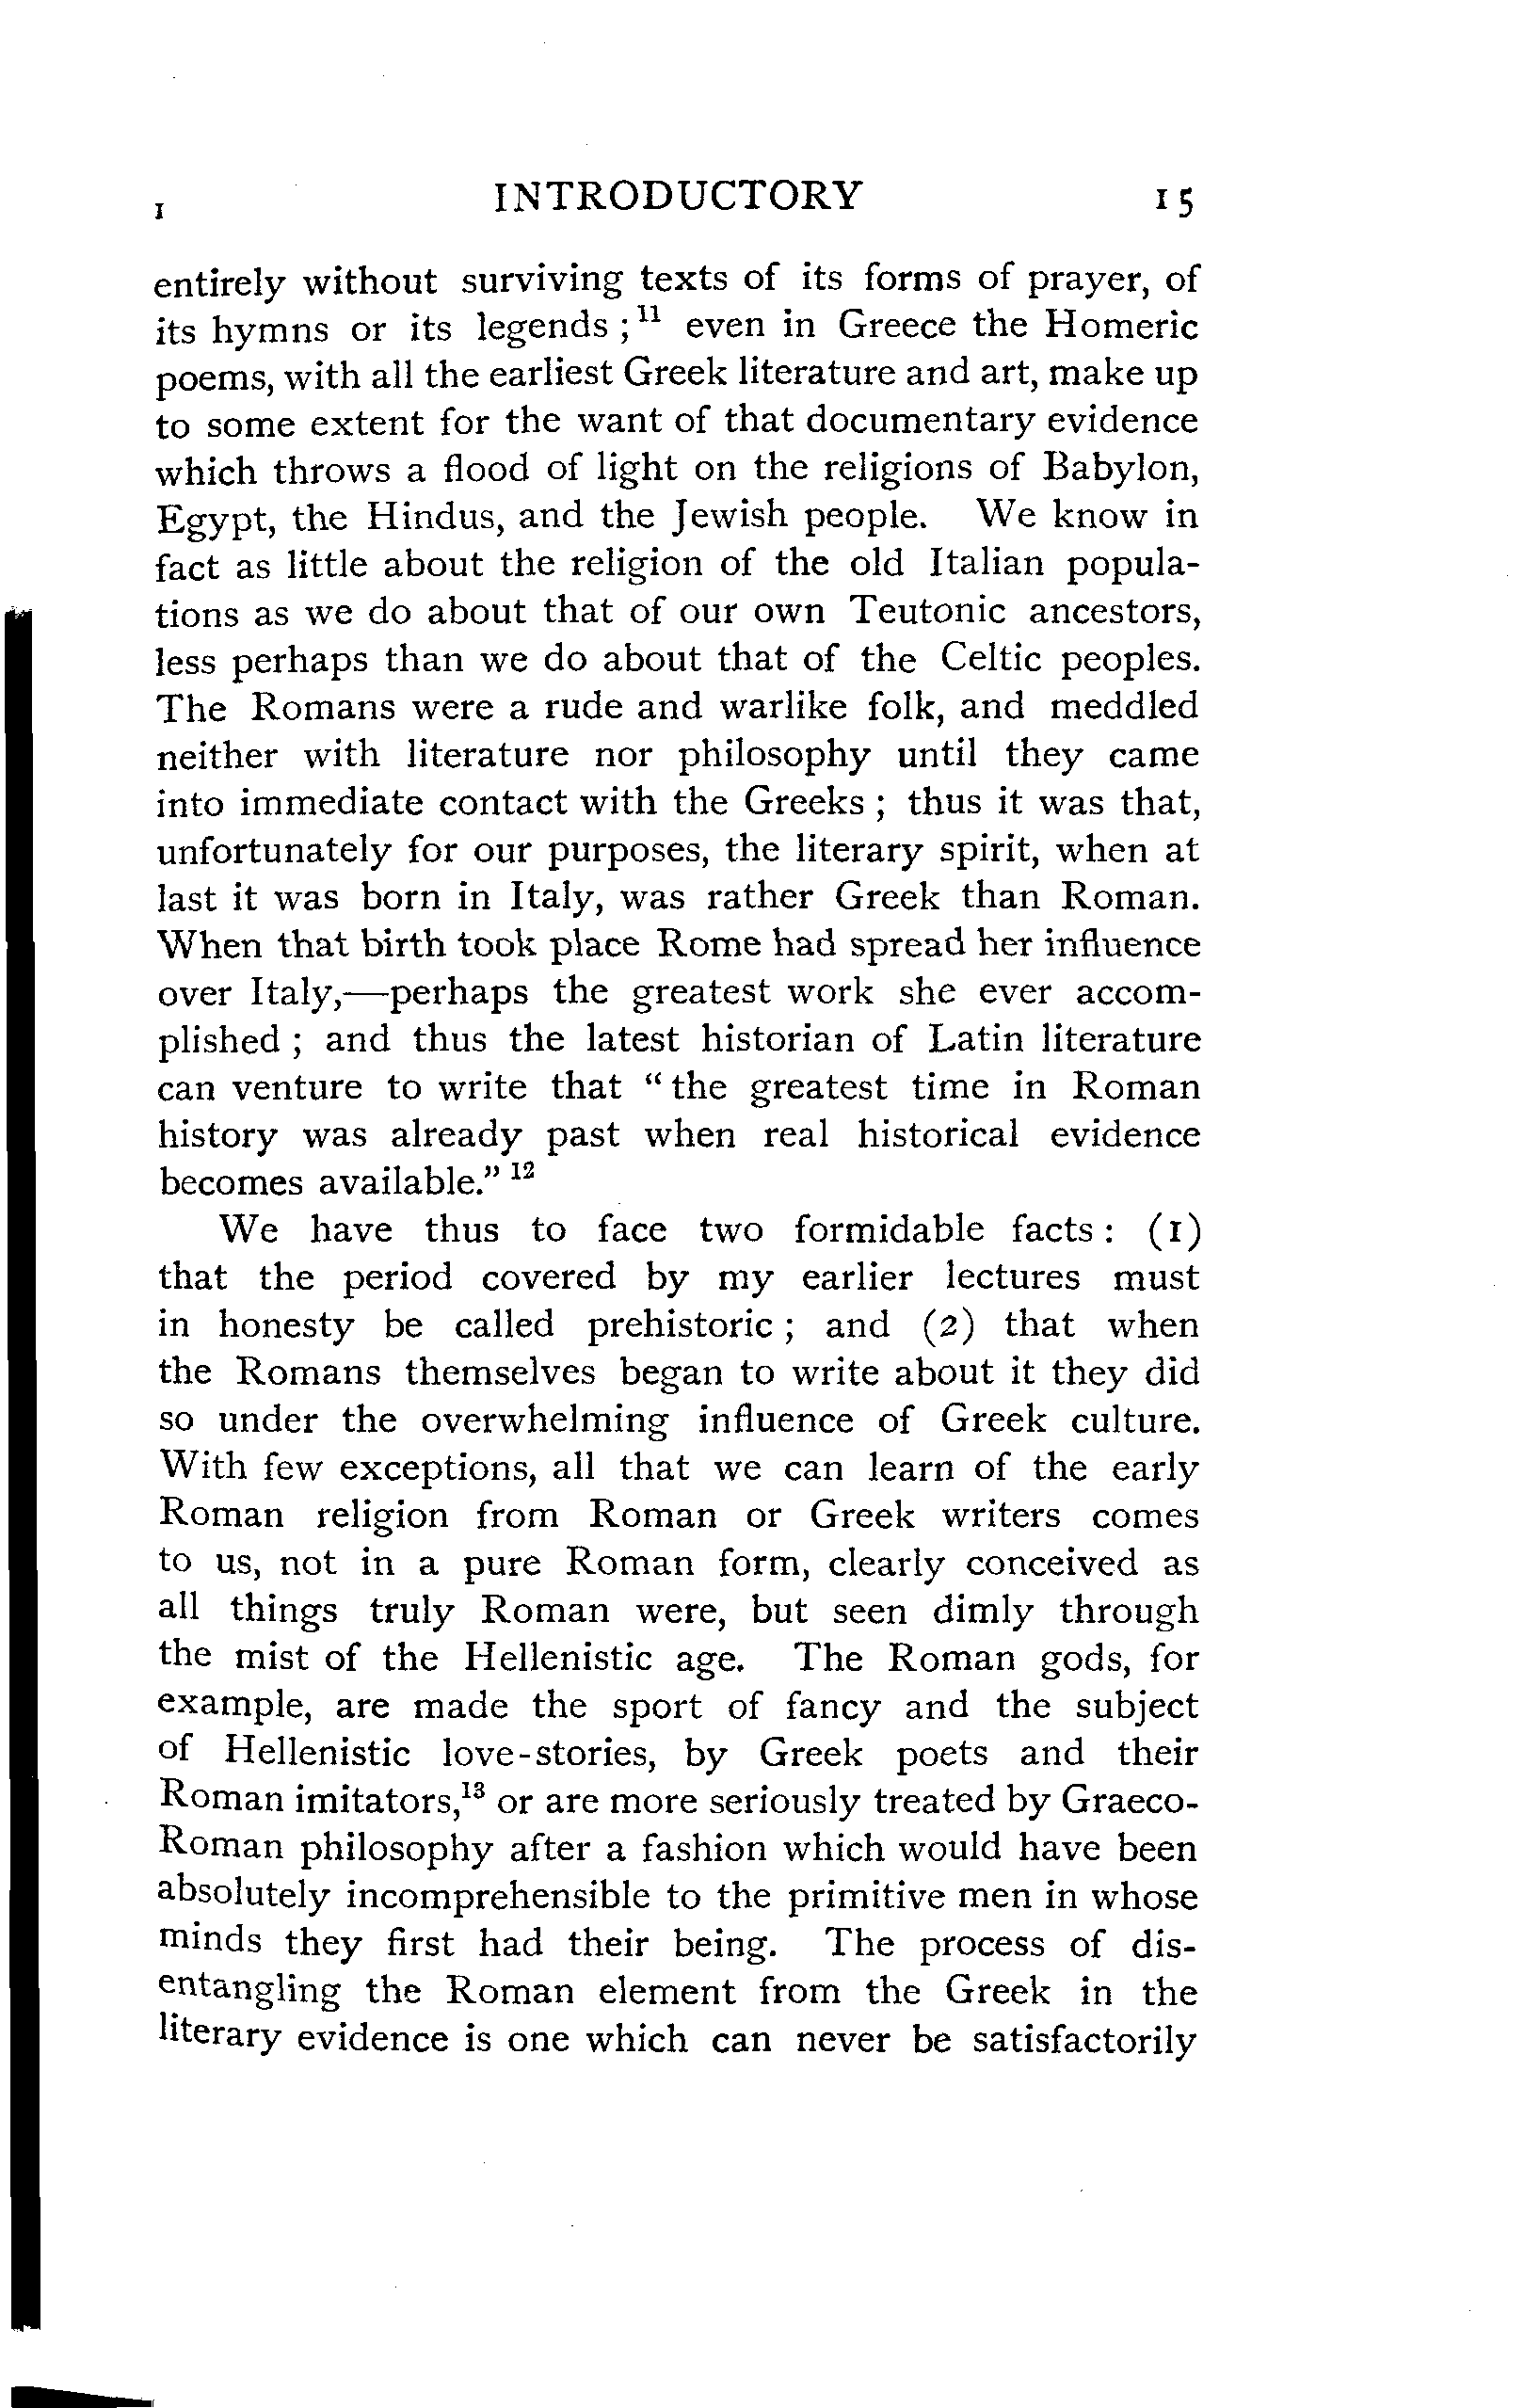 I INTRODUCTORY 15
entirely without surviving texts of its forms of prayer, of
its hymns or its legends ;¹¹ even in Greece the Homeric
poems, with all the earliest Greek literature and art, make up
to some extent for the want of that documentary evidence
which throws a flood of light on the religions of Babylon,
Egypt, the Hindus, and the Jewish people. We know in
fact as little about the religion of the old Italian popula-
tions as we do about that of our own Teutonic ancestors,
less perhaps than we do about that of the Celtic peoples.
The Romans were a rude and warlike folk, and meddled
neither with literature nor philosophy until they came
into immediate contact with the Greeks ; thus it was that,
unfortunately for our purposes, the literary spirit, when at
last it was born in Italy, was rather Greek than Roman.
When that birth took place Rome had spread her influence
over Italy,—perhaps the greatest work she ever accom-
plished ; and thus the latest historian of Latin literature
can venture to write that “ the greatest time in Roman
history was already past when real historical evidence
becomes available.” ¹²
We have thus to face two formidable facts : (1)
that the period covered by my earlier lectures must
in honesty be called prehistoric ; and (2) that when
the Romans themselves began to write about it they did
so under the overwhelming influence of Greek culture.
With few exceptions, all that we can learn of the early
Roman religion from Roman or Greek writers comes
to us, not in a pure Roman form, clearly conceived as
all things truly Roman were, but seen dimly through
the mist of the Hellenistic age. The Roman gods, for
example, are made the sport of fancy and the subject
of Hellenistic love-stories, by Greek poets and their
Roman imitators,¹³ or are more seriously treated by Graeco-
Roman philosophy after a fashion which would have been
absolutely incomprehensible to the primitive men in whose
minds they first had their being. The process of dis-
entangling the Roman element from the Greek in the
literary evidence is one which can never be satisfactorily